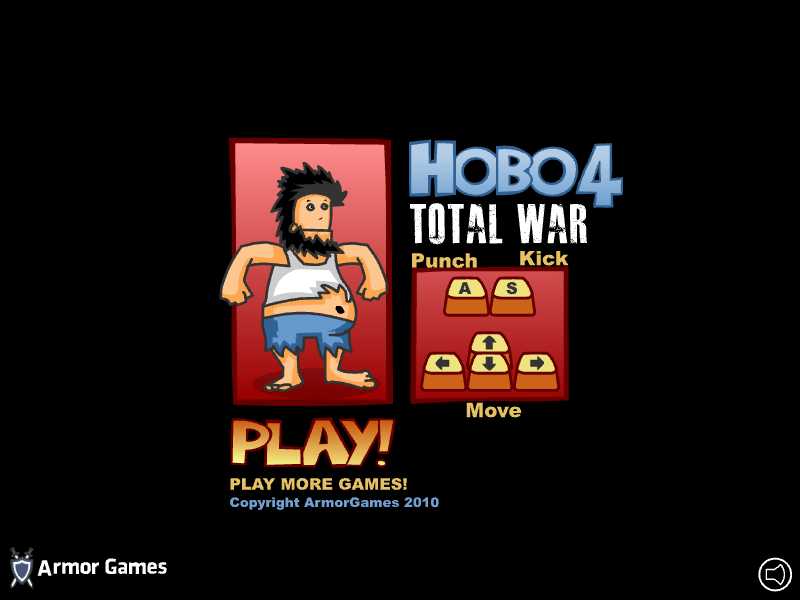 HOBO 4
TOTAL WAR
Punch Kick
A S
Move
PLAY!
PLAY MORE GAMES!
Copyright ArmorGames 2010
Armor Games